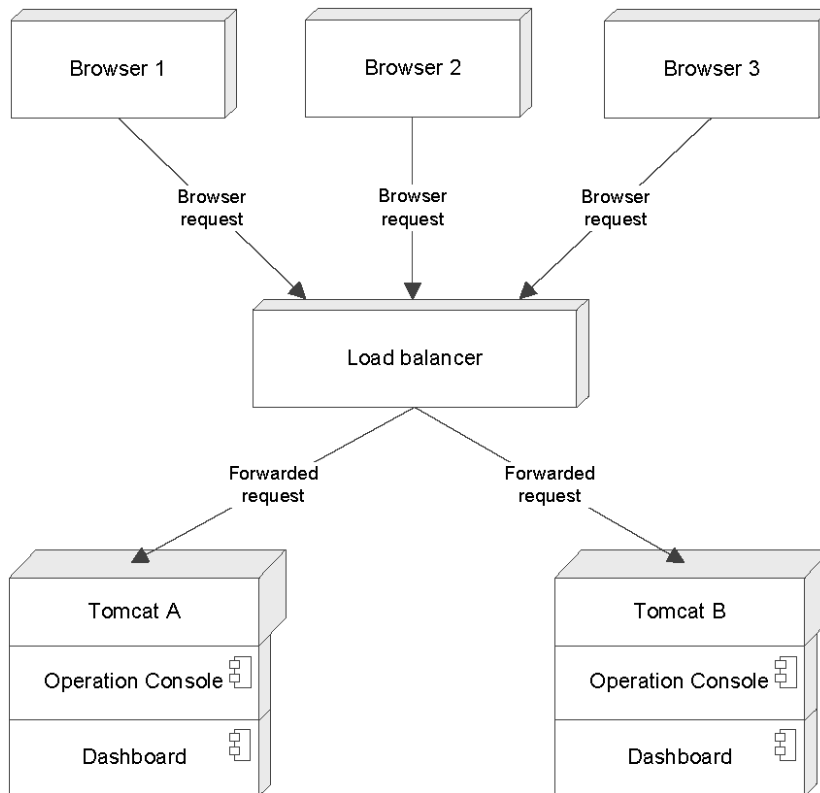 Browser 1
Browser 2
Browser 3
Browser
request
Browser
request
Browser
request
Load balancer
Forwarded
request
Forwarded
request
Tomcat A
Operation Console
Dashboard
Tomcat B
Operation Console
Dashboard